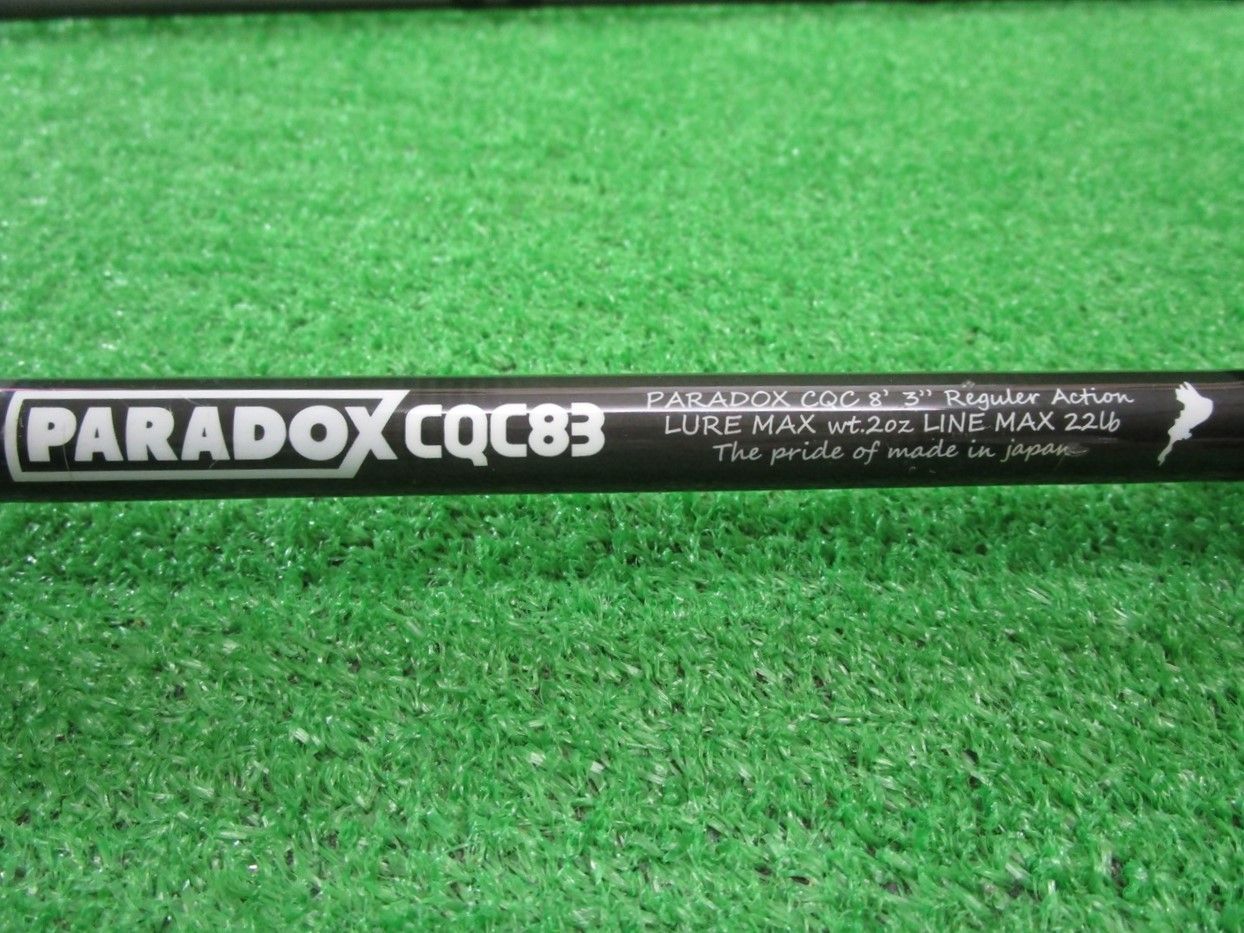 PARADOX CQC83
PARADOX CQC 8' 3" Reguler Action
LURE MAX wt.2oz LINE MAX 22lb
The pride of made in japan